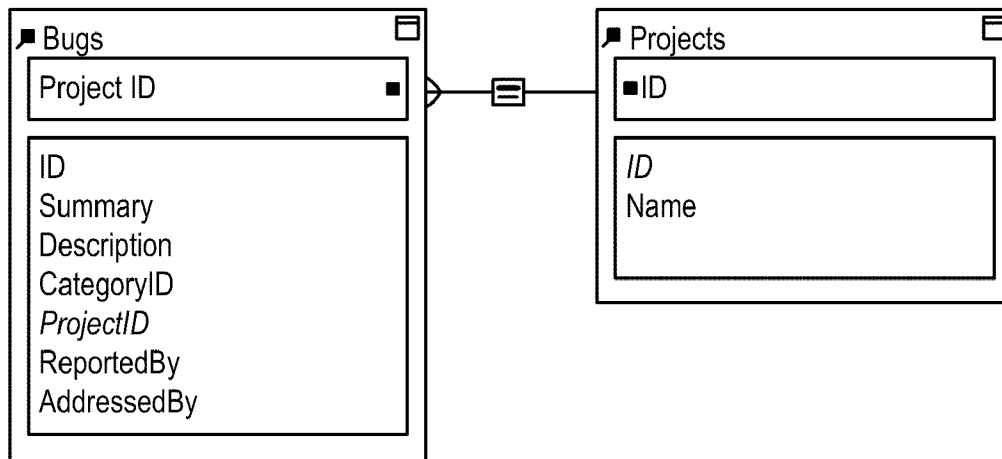 Bugs
Project ID
ID
Summary
Description
CategoryID
ProjectID
ReportedBy
AddressedBy
Projects
ID
ID
Name